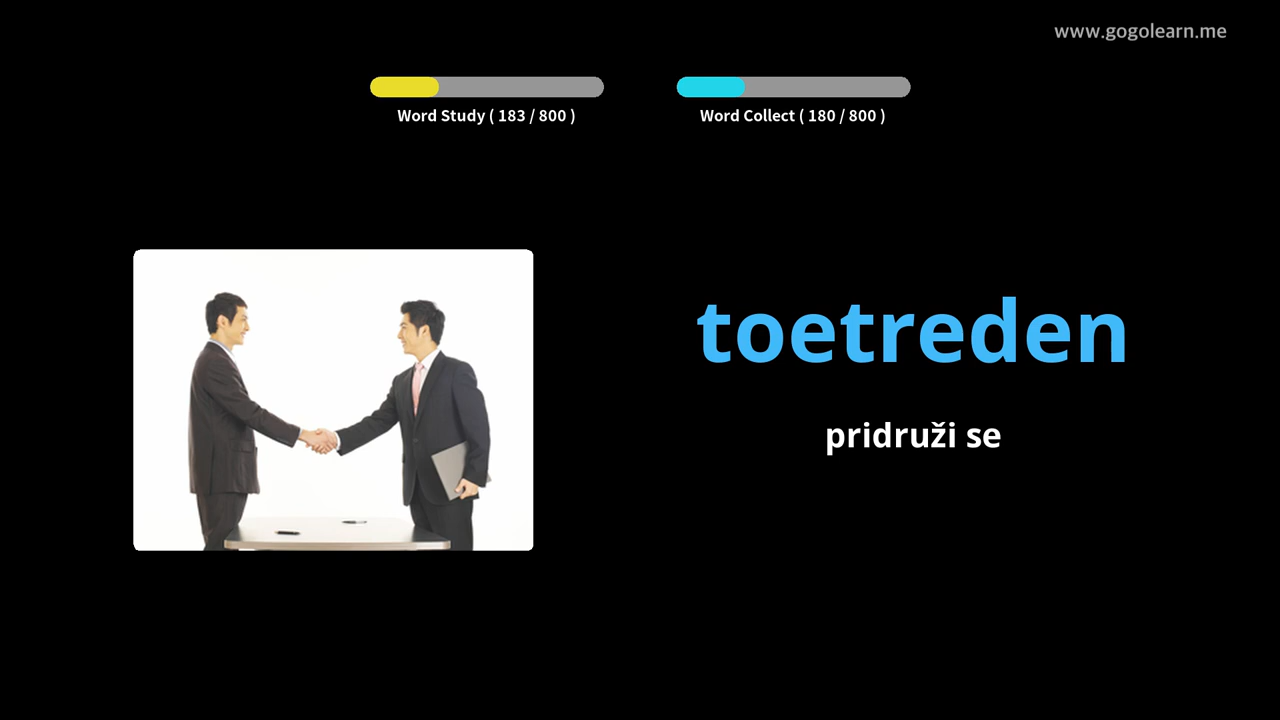 www.gogolearn.me
Word Study ( 183 / 800 )
Word Collect ( 180 / 800 )
toetreden
pridruži se